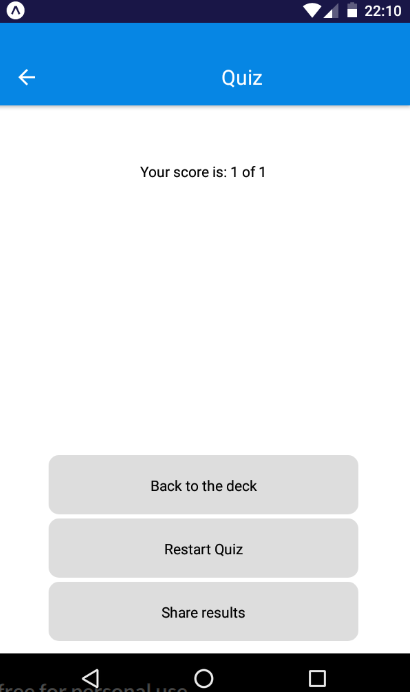 22:10
Quiz
Your score is: 1 of 1
Back to the deck
Restart Quiz
Share results
free for personal use